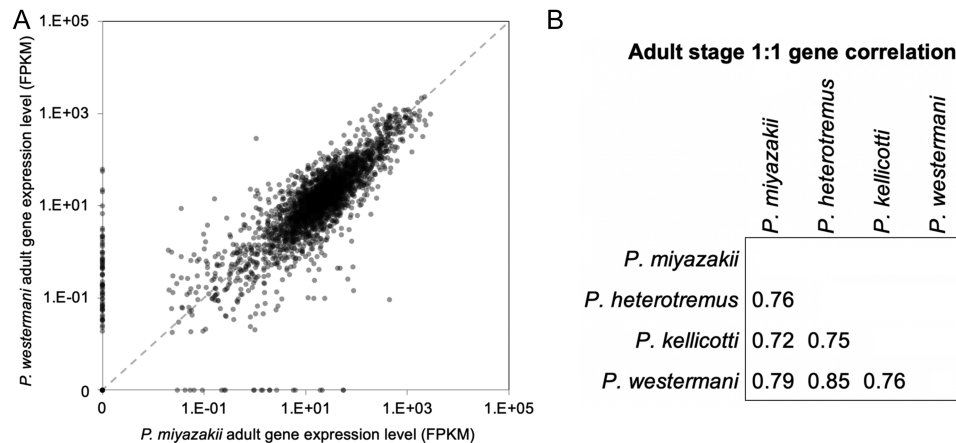 A
P. westermani adult gene expression level (FPKM)
1.E+05
1.E+03
1.E+01
1.E-01
0
0
1.E-01
1.E+01
1.E+03
1.E+05
P. miyazakii adult gene expression level (FPKM)
B
Adult stage 1:1 gene correlation
P. miyazakii
P. heterotremus
P. kellicotti
P. westermani
P. miyazakii
P. heterotremus 0.76
P. kellicotti 0.72 0.75
P. westermani 0.79 0.85 0.76